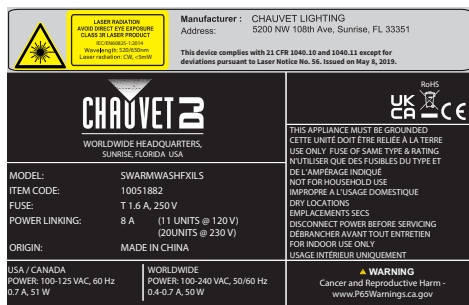 LASER RADIATION
AVOID DIRECT EYE EXPOSURE
CLASS 3R LASER PRODUCT
IEC/EN60825-1:2014
Wavelength: 520/650nm
Laser radiation: CW, <5mW
Manufacturer : CHAUVET LIGHTING
Address: 5200 NW 108th Ave, Sunrise, FL 33351
This device complies with 21 CFR 1040.10 and 1040.11 except for
deviations pursuant to Laser Notice No. 56. Issued on May 8, 2019.
CHAUVET DJ
WORLDWIDE HEADQUARTERS,
SUNRISE, FLORIDA USA
MODEL: SWARMWASHFXILS
ITEM CODE: 10051882
FUSE: T 1.6 A, 250 V
POWER LINKING: 8 A (11 UNITS @ 120 V)
(20UNITS @ 230 V)
ORIGIN: MADE IN CHINA
USA / CANADA
POWER: 100-125 VAC, 60 Hz
0.7 A, 51 W
WORLDWIDE
POWER: 100-240 VAC, 50/60 Hz
0.4-0.7 A, 50 W
RoHS
UK
CA CE
THIS APPLIANCE MUST BE GROUNDED
CETTE UNITÉ DOIT ÊTRE RELIÉE À LA TERRE
USE ONLY FUSE OF SAME TYPE & RATING
N'UTILISER QUE DES FUSIBLES DU TYPE ET
DE L'AMPÉRAGE INDIQUÉ
NOT FOR HOUSEHOLD USE
IMPROPRE A L'USAGE DOMESTIQUE
DRY LOCATIONS
EMPLACEMENTS SECS
DISCONNECT POWER BEFORE SERVICING
DÉBRANCHER AVANT TOUT ENTRETIEN
FOR INDOOR USE ONLY
USAGE INTÉRIEUR UNIQUEMENT
WARNING
Cancer and Reproductive Harm -
www.P65Warnings.ca.gov